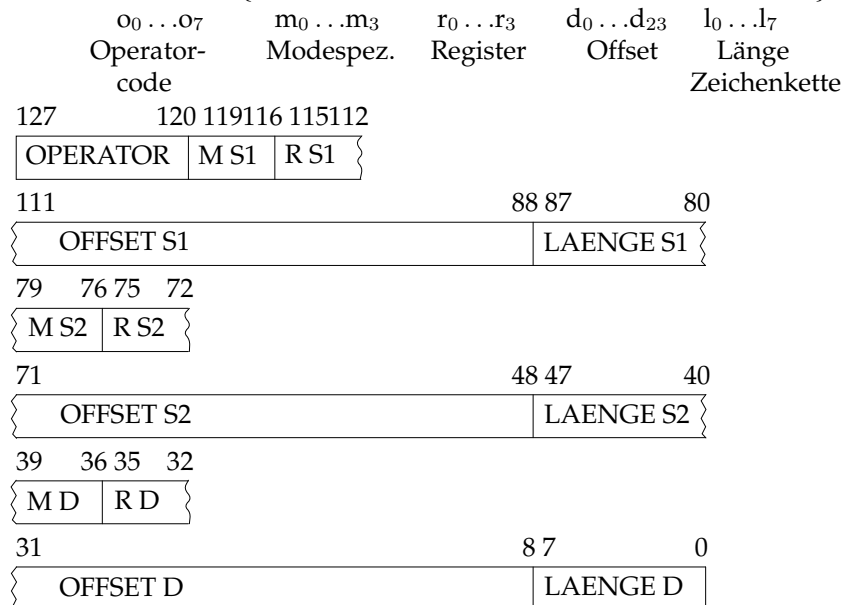 o₀ …o₇ m₀ …m₃ r₀ …r₃ d₀ …d₂₃ l₀ …l₇
Operator- Modespez. Register Offset Länge
code Zeichenkette
127 120 119116 115112
OPERATOR M S1 R S1
111 88 87 80
OFFSET S1 LAENGE S1
79 76 75 72
M S2 R S2
71 48 47 40
OFFSET S2 LAENGE S2
39 36 35 32
M D R D
31 8 7 0
OFFSET D LAENGE D